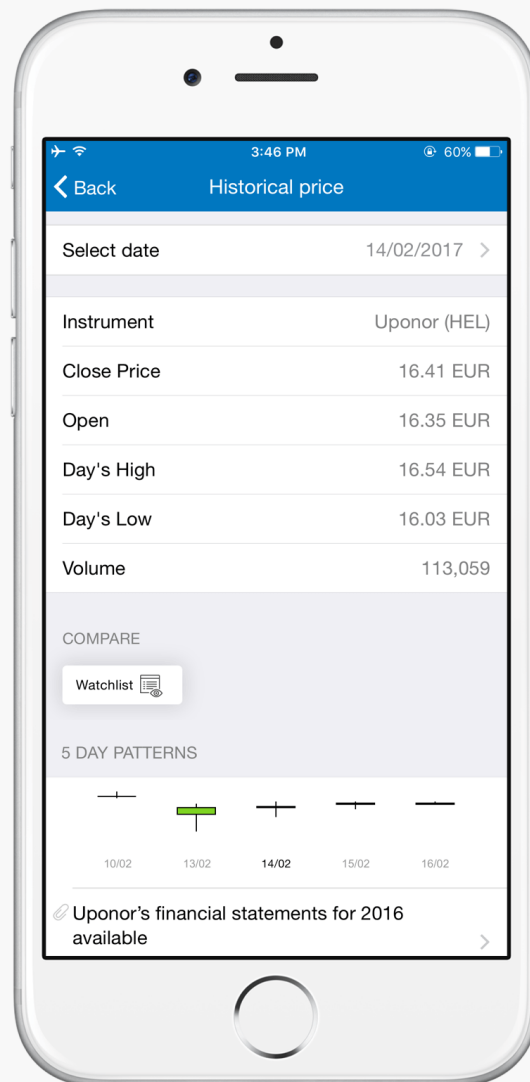 3:46 PM 60%
Back Historical price
Select date 14/02/2017
Instrument Uponor (HEL)
Close Price 16.41 EUR
Open 16.35 EUR
Day's High 16.54 EUR
Day's Low 16.03 EUR
Volume 113,059
COMPARE
Watchlist
5 DAY PATTERNS
10/02 13/02 14/02 15/02 16/02
Uponor’s financial statements for 2016
available